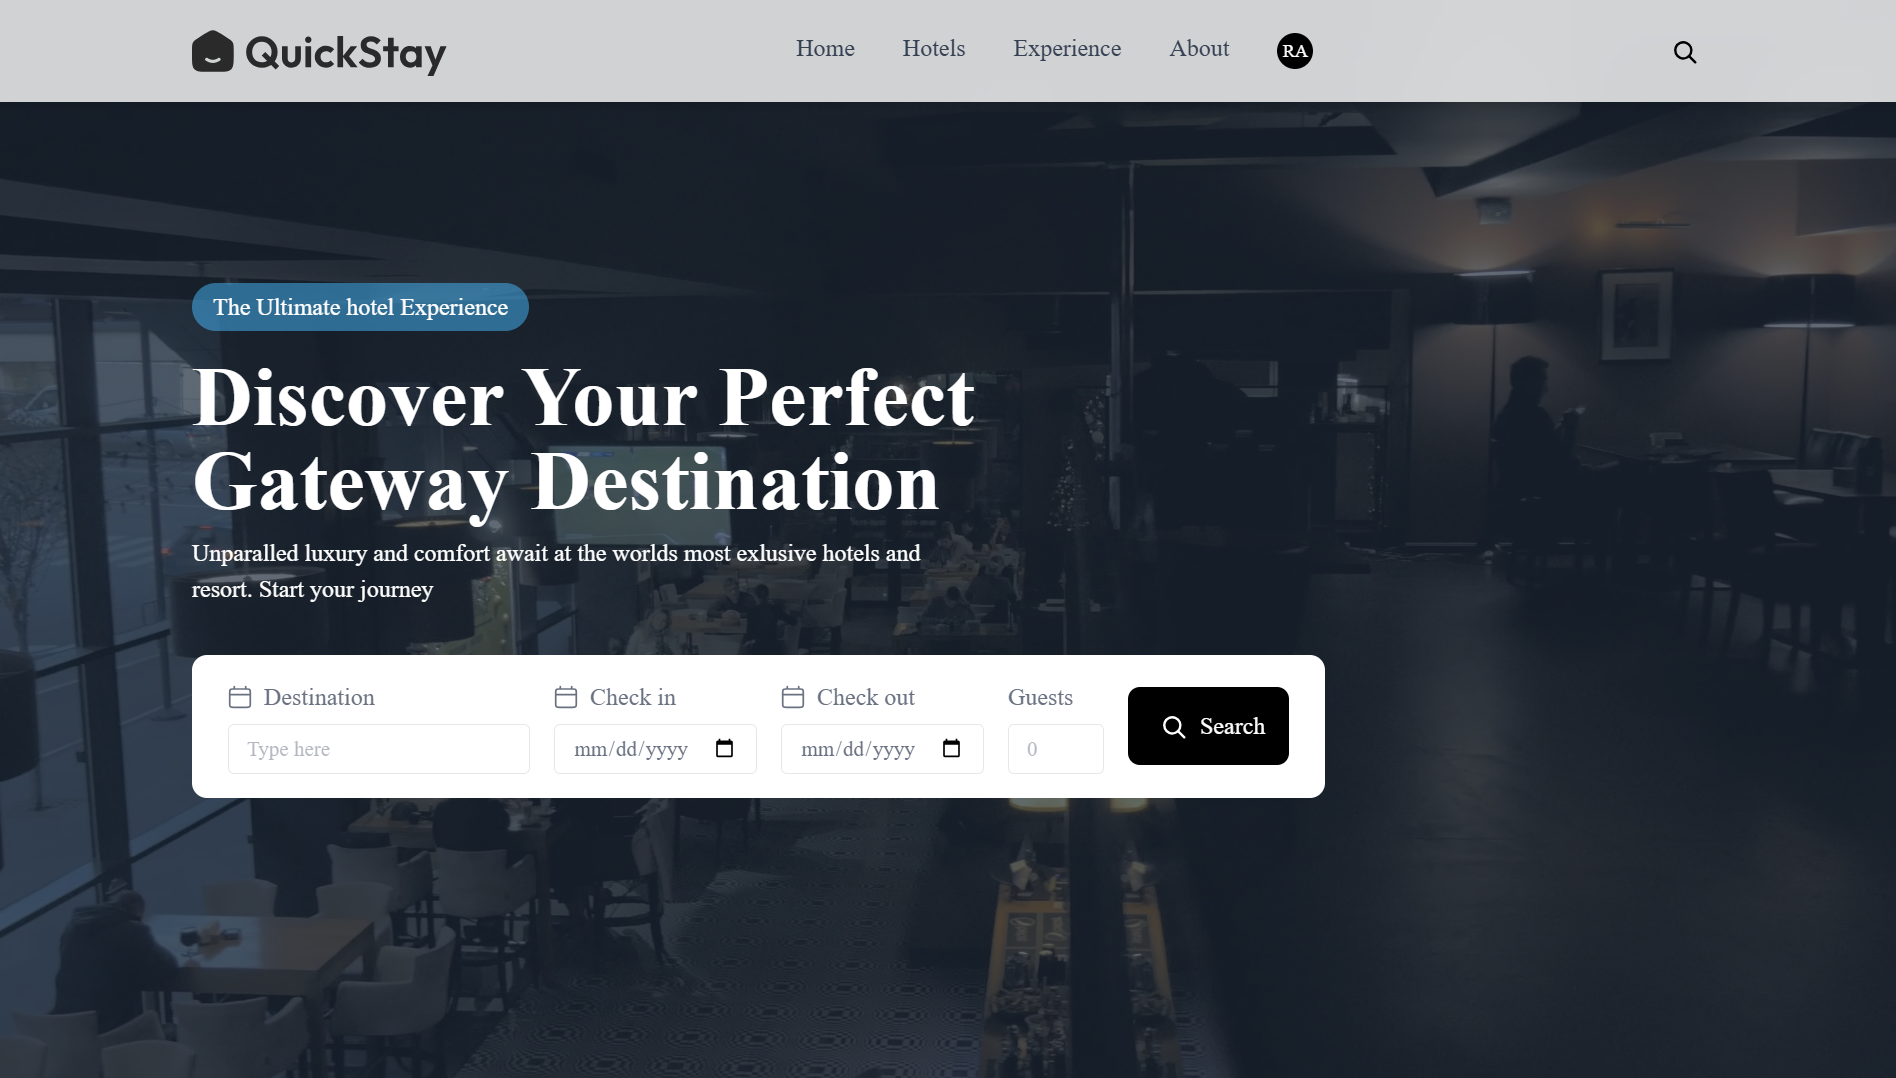 QuickStay
Home Hotels Experience About RA
The Ultimate hotel Experience
Discover Your Perfect
Gateway Destination
Unparalled luxury and comfort await at the worlds most exlusive hotels and
resort. Start your journey
Destination Check in Check out Guests
Type here mm/dd/yyyy mm/dd/yyyy 0
Search